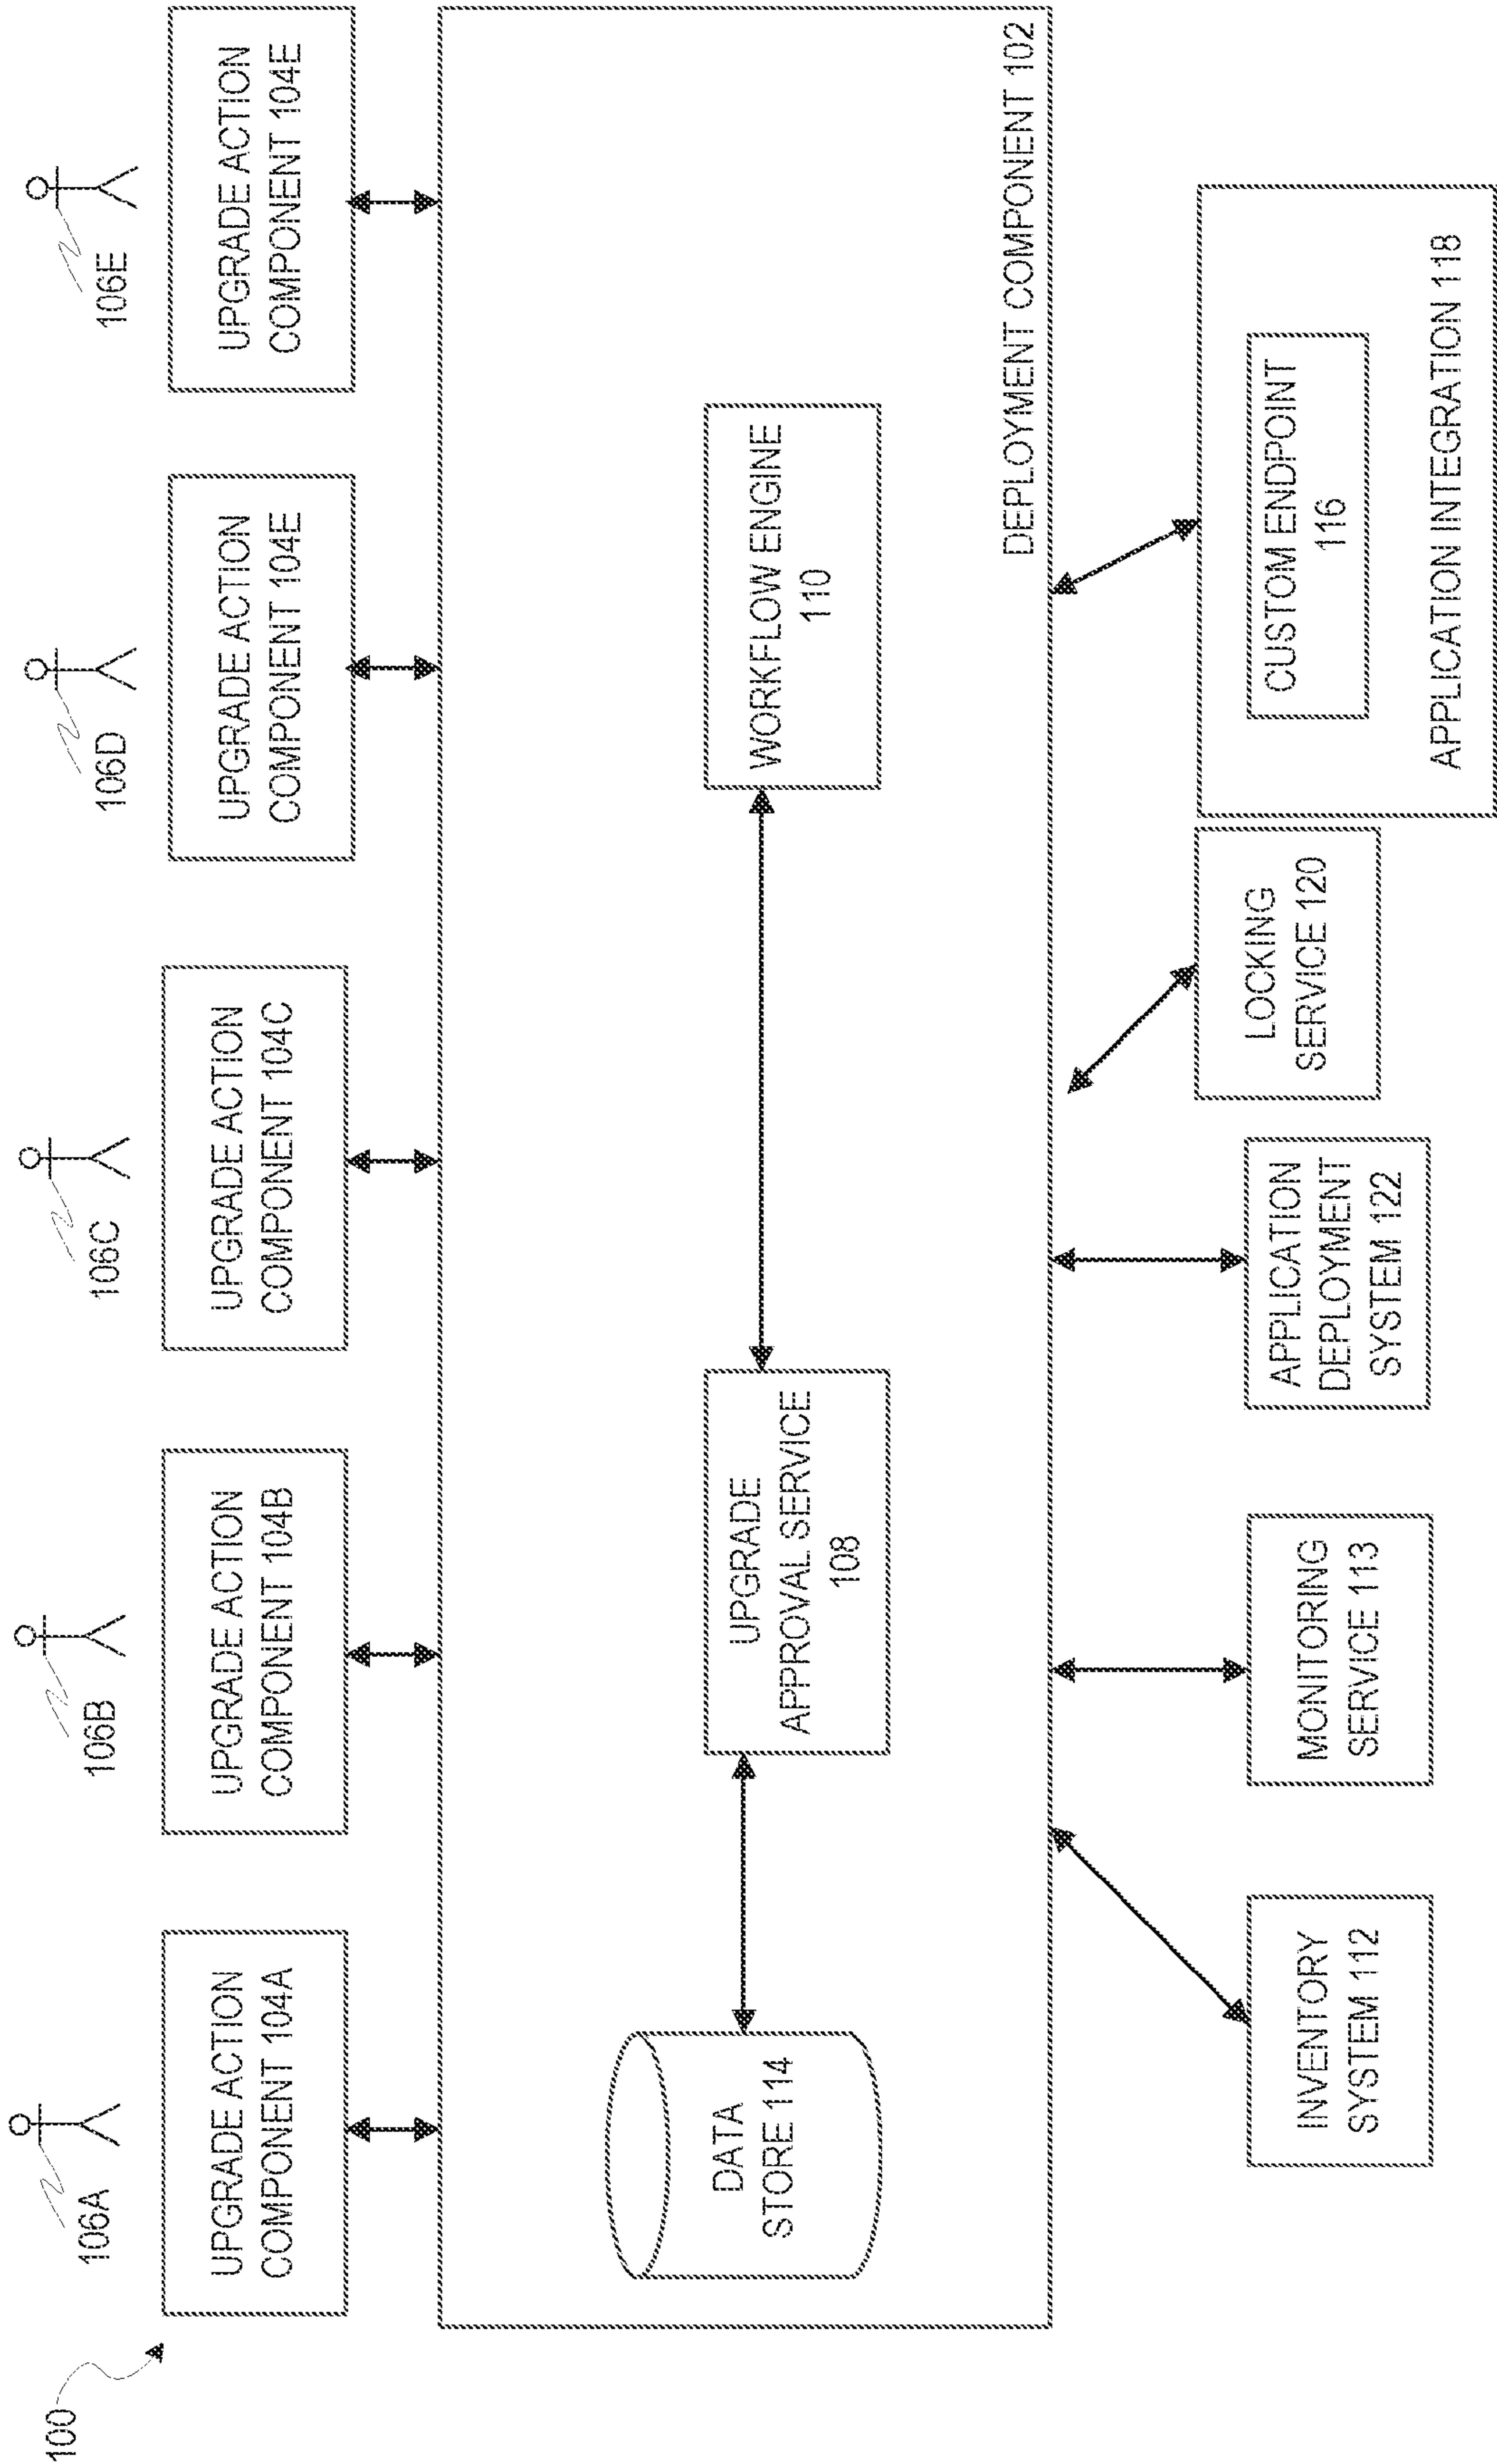 100
106A
106B
106C
106D
106E
UPGRADE ACTION
COMPONENT 104A
UPGRADE ACTION
COMPONENT 104B
UPGRADE ACTION
COMPONENT 104C
UPGRADE ACTION
COMPONENT 104E
UPGRADE ACTION
COMPONENT 104E
DATA
STORE 114
UPGRADE
APPROVAL SERVICE
108
WORKFLOW ENGINE
110
DEPLOYMENT COMPONENT 102
INVENTORY
SYSTEM 112
MONITORING
SERVICE 113
APPLICATION
DEPLOYMENT
SYSTEM 122
LOCKING
SERVICE 120
CUSTOM ENDPOINT
116
APPLICATION INTEGRATION 118